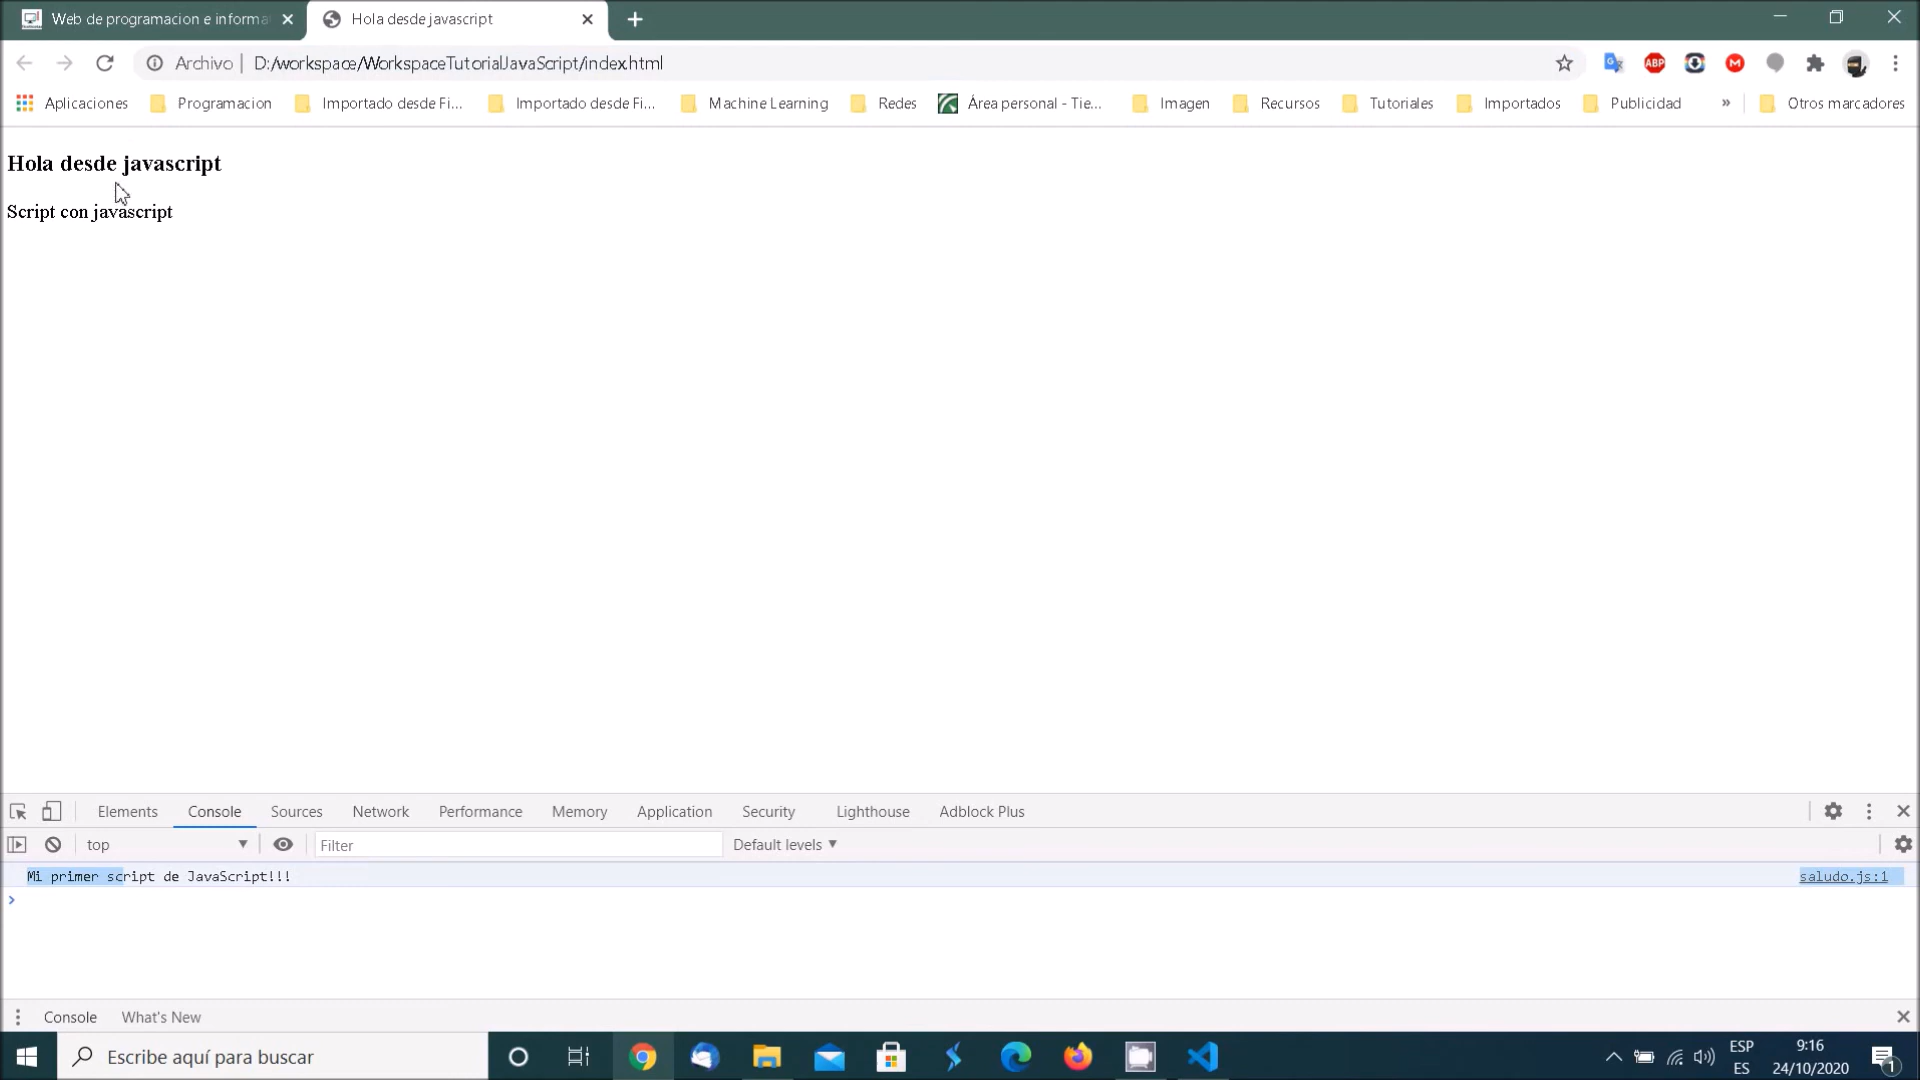 Web de programacion e informa
Hola desde javascript
Archivo
D:/workspace/WorkspaceTutorialJavaScript/index.html
ABP
M
Aplicaciones
Programacion
Importado desde Fi...
Importado desde Fi...
Machine Learning
Redes
Área personal - Tie...
Imagen
Recursos
Tutoriales
Importados
Publicidad
»
Otros marcadores
Hola desde javascript
Script con javascript
Elements
Console
Sources
Network
Performance
Memory
Application
Security
Lighthouse
Adblock Plus
top
Filter
Default levels
Mi primer script de JavaScript!!!
saludo.js:1
Console
What's New
Escribe aquí para buscar
ESP
ES
9:16
24/10/2020
1